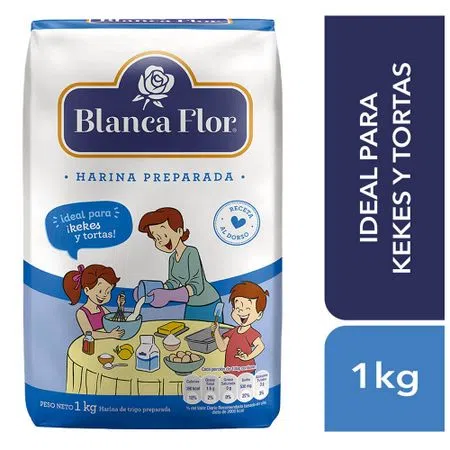 Blanca Flor®
• HARINA PREPARADA •
ideal para
¡kekes
y tortas!
RECETA
AL DORSO
PESO NETO 1 kg Harina de trigo preparada
IDEAL PARA
KEKES Y TORTAS
1kg